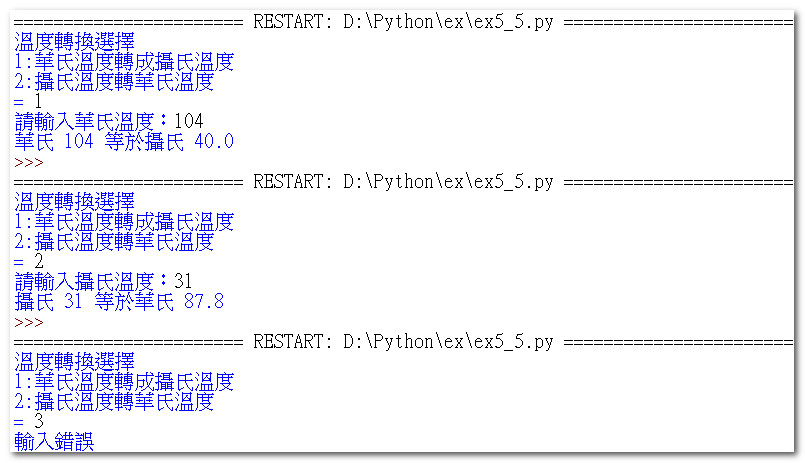 ======================= RESTART: D:\Python\ex\ex5_5.py =======================
溫度轉換選擇
1:華氏溫度轉成攝氏溫度
2:攝氏溫度轉華氏溫度
= 1
請輸入華氏溫度：104
華氏 104 等於攝氏 40.0
>>>
======================= RESTART: D:\Python\ex\ex5_5.py =======================
溫度轉換選擇
1:華氏溫度轉成攝氏溫度
2:攝氏溫度轉華氏溫度
= 2
請輸入攝氏溫度：31
攝氏 31 等於華氏 87.8
>>>
======================= RESTART: D:\Python\ex\ex5_5.py =======================
溫度轉換選擇
1:華氏溫度轉成攝氏溫度
2:攝氏溫度轉華氏溫度
= 3
輸入錯誤